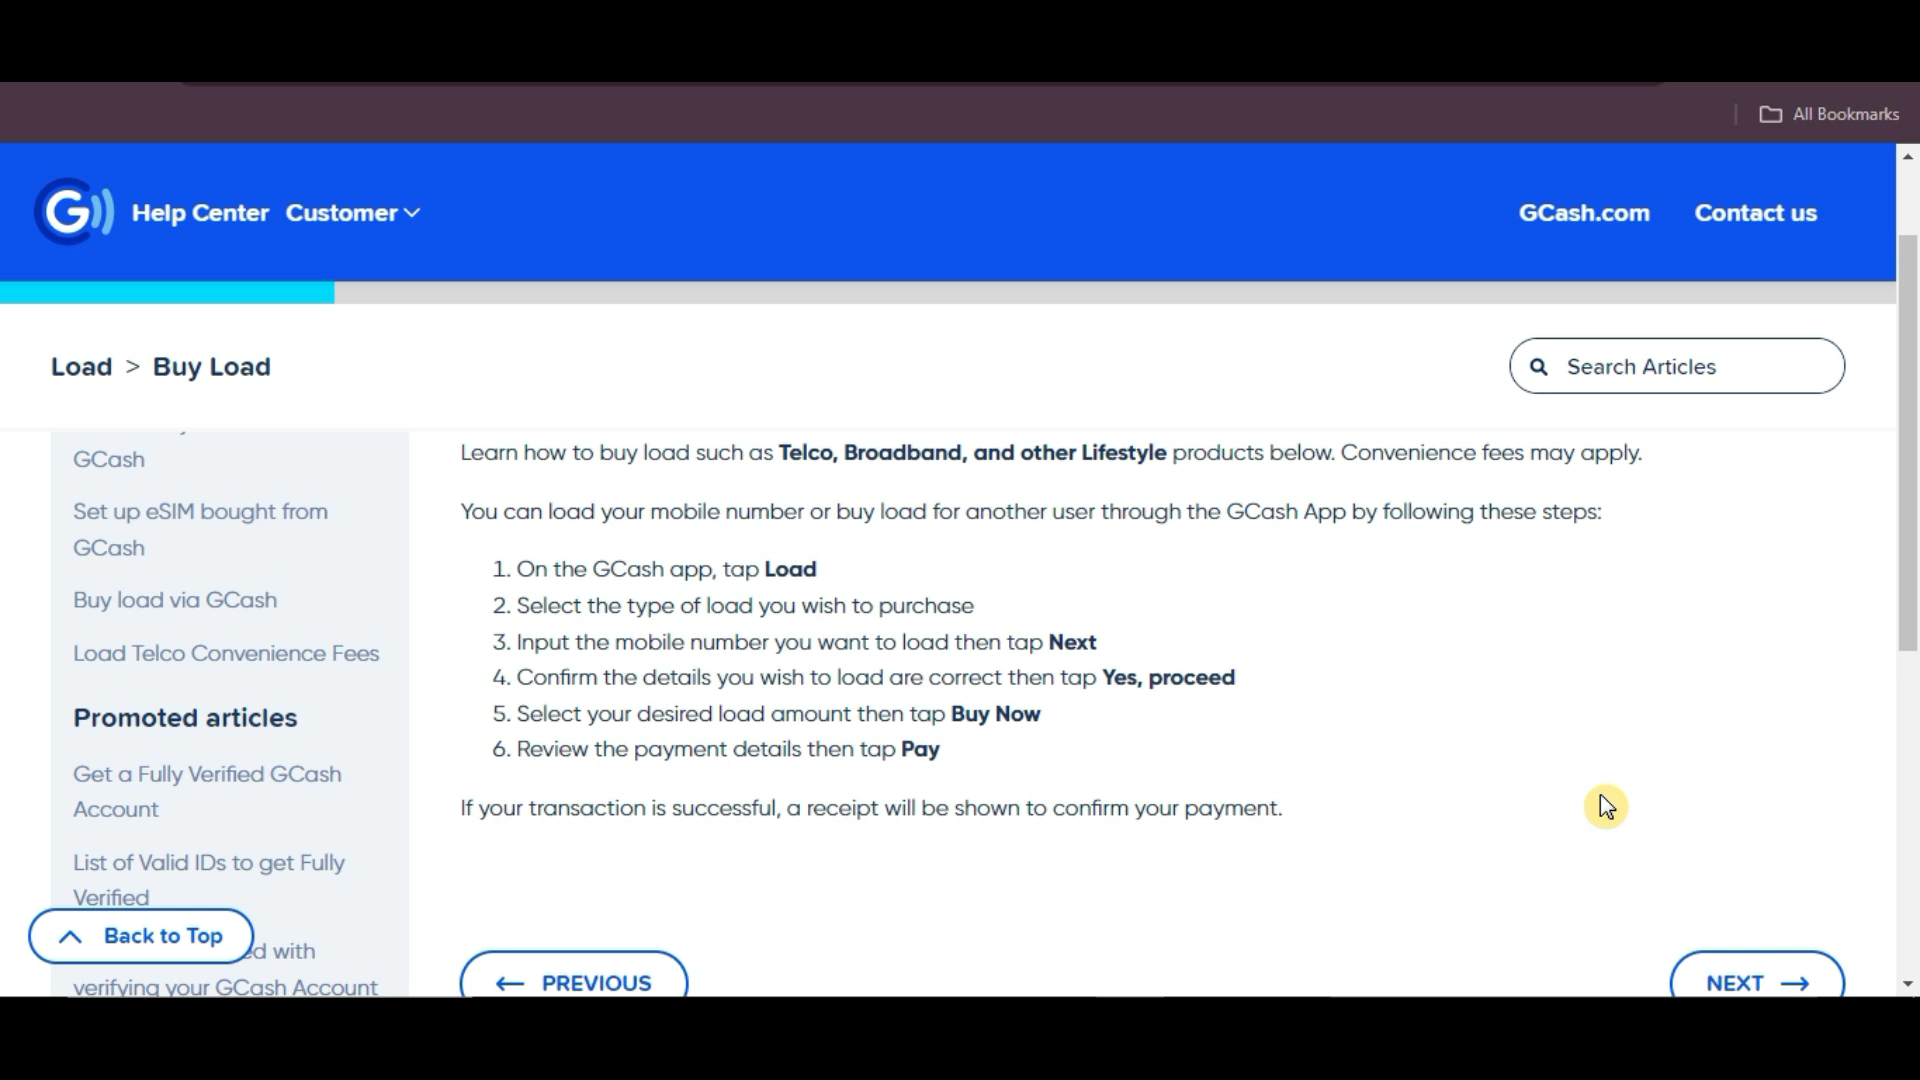 All Bookmarks
Help Center Customer
GCash.com Contact us
Load > Buy Load
Search Articles
GCash
Set up eSIM bought from
GCash
Buy load via GCash
Load Telco Convenience Fees
Promoted articles
Get a Fully Verified GCash
Account
List of Valid IDs to get Fully
Verified
ed with
verifying your GCash Account
Back to Top
Learn how to buy load such as Telco, Broadband, and other Lifestyle products below. Convenience fees may apply.
You can load your mobile number or buy load for another user through the GCash App by following these steps:
1. On the GCash app, tap Load
2. Select the type of load you wish to purchase
3. Input the mobile number you want to load then tap Next
4. Confirm the details you wish to load are correct then tap Yes, proceed
5. Select your desired load amount then tap Buy Now
6. Review the payment details then tap Pay
If your transaction is successful, a receipt will be shown to confirm your payment.
← PREVIOUS
NEXT →